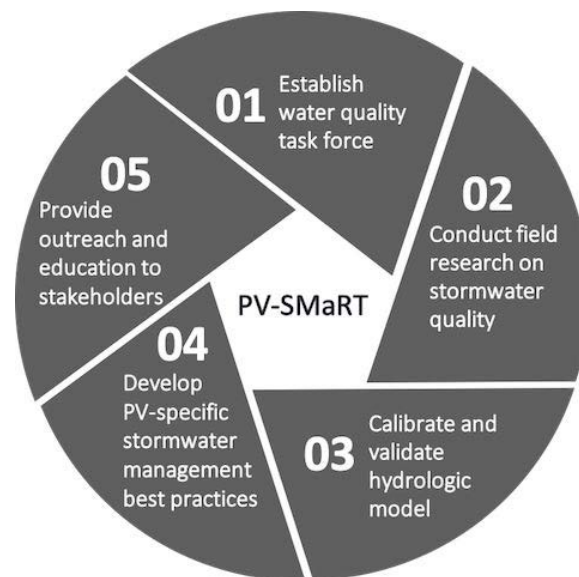 01
Establish
water quality
task force
02
Conduct field
research on
stormwater
quality
03
Calibrate and
validate
hydrologic
model
04
Develop
PV-specific
stormwater
management
best practices
05
Provide
outreach and
education to
stakeholders
PV-SMaRT